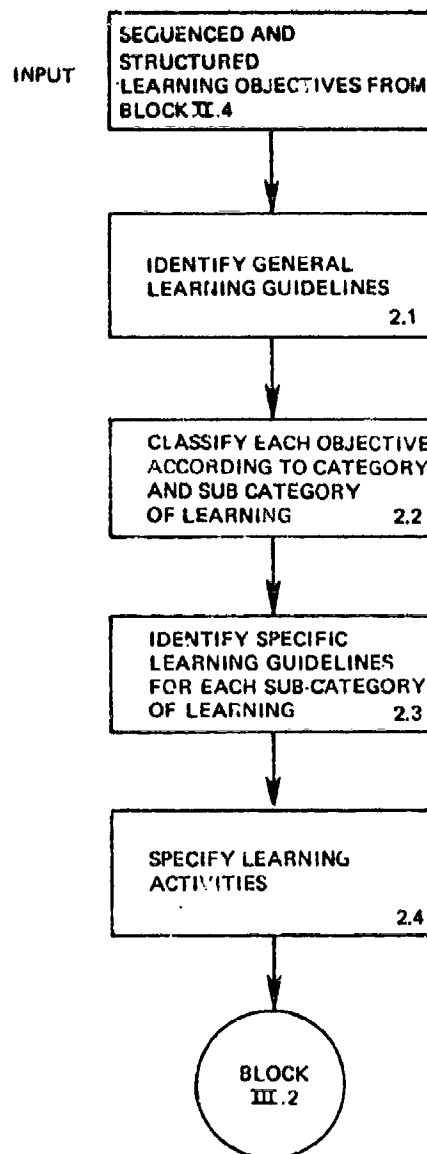 INPUT
SEQUENCED AND
STRUCTURED
LEARNING OBJECTIVES FROM
BLOCK II.4
IDENTIFY GENERAL
LEARNING GUIDELINES
2.1
CLASSIFY EACH OBJECTIVE
ACCORDING TO CATEGORY
AND SUB CATEGORY
OF LEARNING 2.2
IDENTIFY SPECIFIC
LEARNING GUIDELINES
FOR EACH SUB-CATEGORY
OF LEARNING 2.3
SPECIFY LEARNING
ACTIVITIES
2.4
BLOCK
III.2